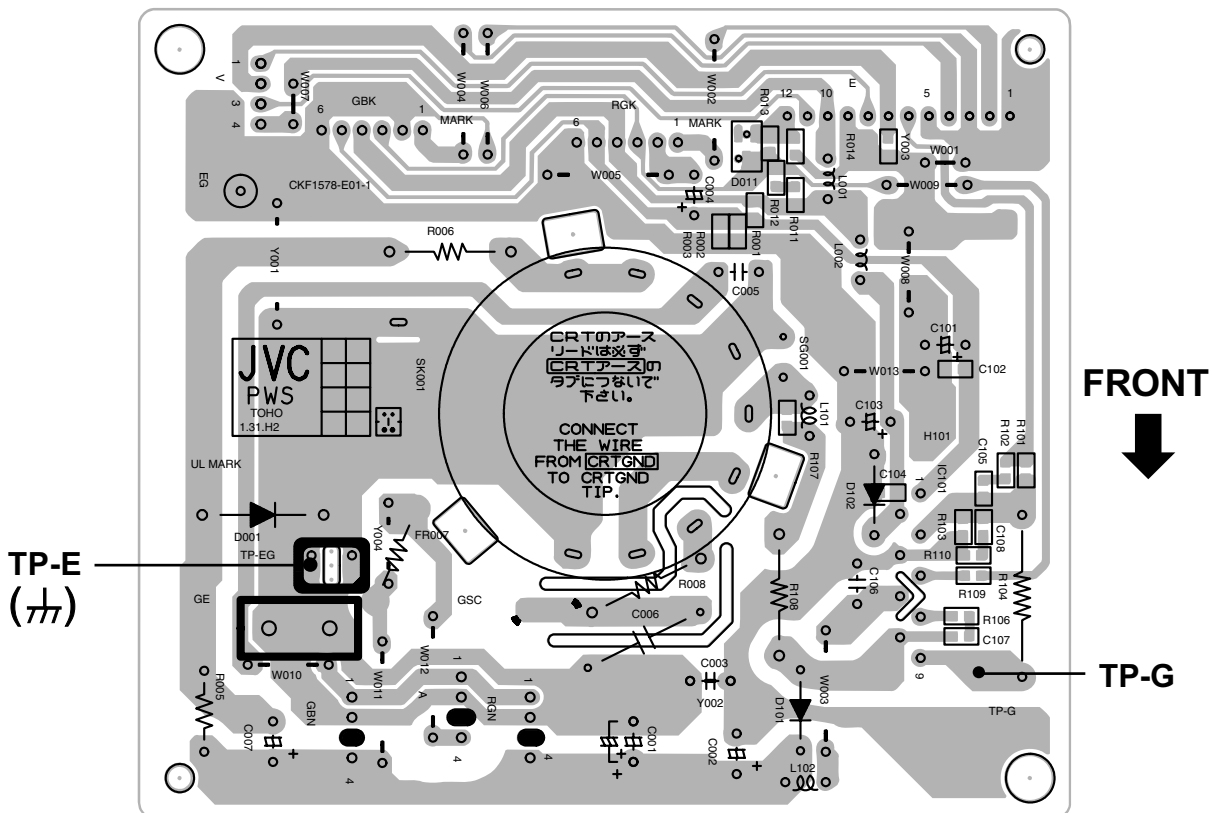 1
V
3
4
W007
W004
W006
W002
6
GBK
1
MARK
RGK
6
1
MARK
R013
12
10
E
5
1
R014
Y003
W001
W009
EG
CKF1578-E01-1
W005
C004
D011
L001
R012
R011
R003
R002
R001
L002
W008
Y001
R006
C005
JVC
PWS
TOHO
1.31.H2
SK001
CRTのアース
リードは必ず
CRTアースの
タブにつないで
下さい。
CONNECT
THE WIRE
FROM CRTGND
TO CRTGND
TIP.
SG001
C101
C102
W013
FRONT
L101
C103
H101
R107
R102
R101
C105
IC101
1
UL MARK
D102
C104
D001
Y004
FR007
R103
C108
TP-EG
TP-E
R110
R109
R104
R008
R108
C106
GE
GSC
C006
R106
C107
W010
W011
W012
1
1
A
RGN
1
C003
Y002
W003
D101
9
TP-G
TP-G
R005
GBN
C007
4
4
4
C001
C002
L102